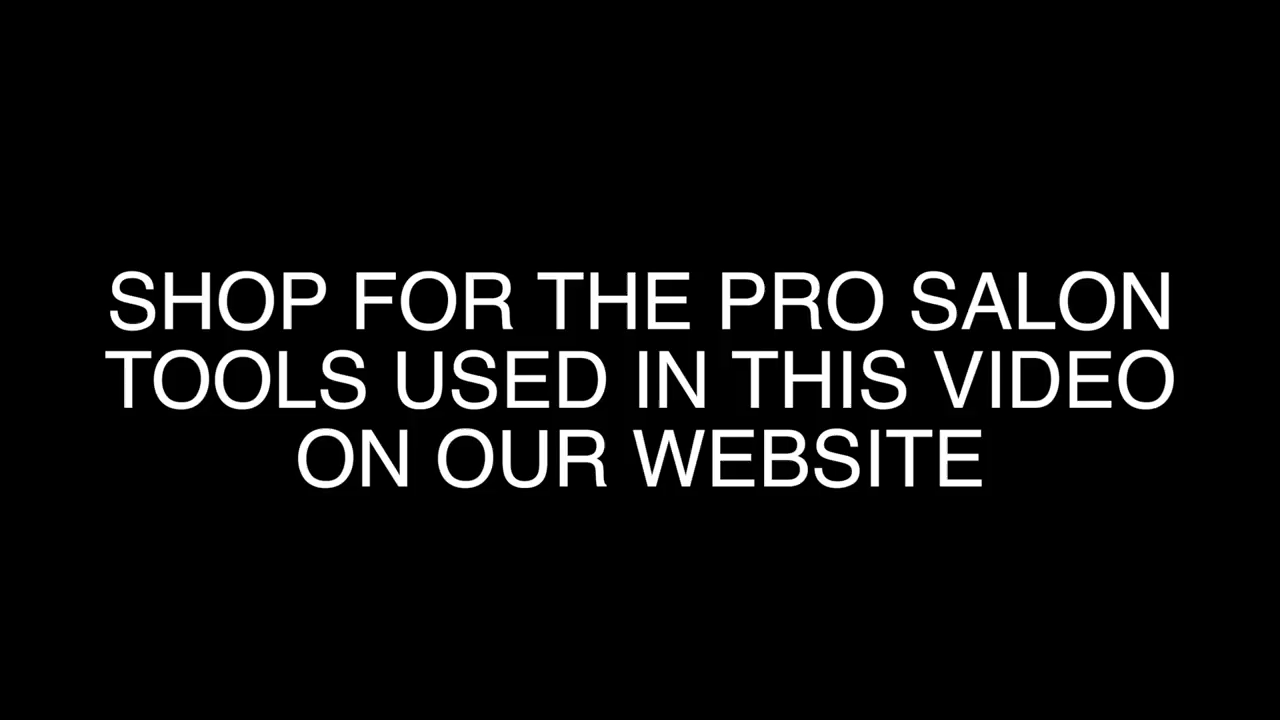 SHOP FOR THE PRO SALON
TOOLS USED IN THIS VIDEO
ON OUR WEBSITE